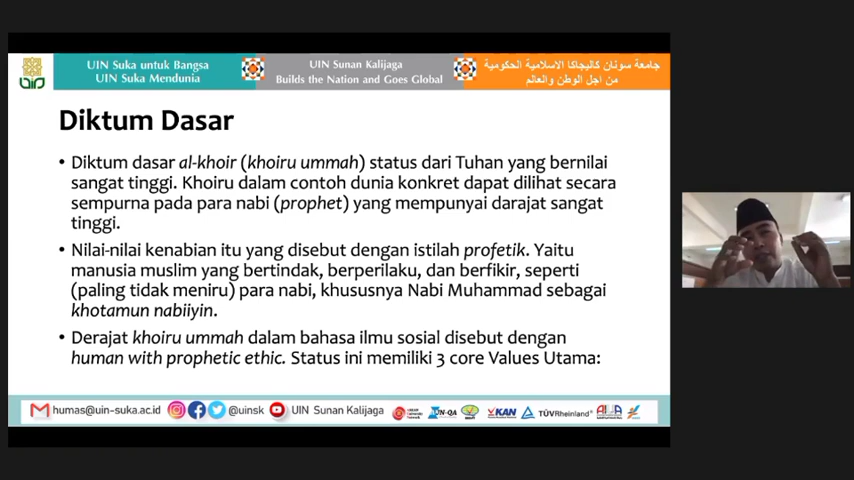 UIN Suka untuk Bangsa
UIN Suka Mendunia
UIN Sunan Kalijaga
Builds the Nation and Goes Global
جامعة سونان كاليجاكا الاسلامية الحكومية
من اجل الوطن والعالم
Diktum Dasar
• Diktum dasar al-khoir (khoiru ummah) status dari Tuhan yang bernilai
sangat tinggi. Khoiru dalam contoh dunia konkret dapat dilihat secara
sempurna pada para nabi (prophet) yang mempunyai darajat sangat
tinggi.
• Nilai-nilai kenabian itu yang disebut dengan istilah profetik. Yaitu
manusia muslim yang bertindak, berperilaku, dan berfikir, seperti
(paling tidak meniru) para nabi, khususnya Nabi Muhammad sebagai
khotamun nabiiyin.
• Derajat khoiru ummah dalam bahasa ilmu sosial disebut dengan
human with prophetic ethic. Status ini memiliki 3 core Values Utama:
humas@uin-suka.ac.id @uinsk UIN Sunan Kalijaga KAN TÜVRheinland